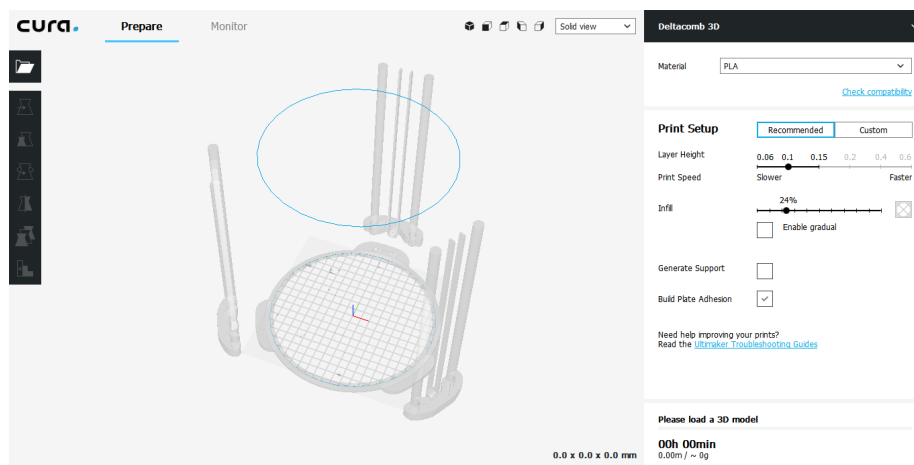 cura.
Prepare
Monitor
Solid view
Deltacomb 3D
Material
PLA
Check compatibility
Print Setup
Recommended
Custom
Layer Height
0.06 0.1 0.15 0.2 0.4 0.6
Print Speed
Slower
Faster
24%
Infill
Enable gradual
Generate Support
Build Plate Adhesion
Need help improving your prints?
Read the Ultimaker Troubleshooting Guides
Please load a 3D model
00h 00min
0.00m / ~ 0g
0.0 x 0.0 x 0.0 mm